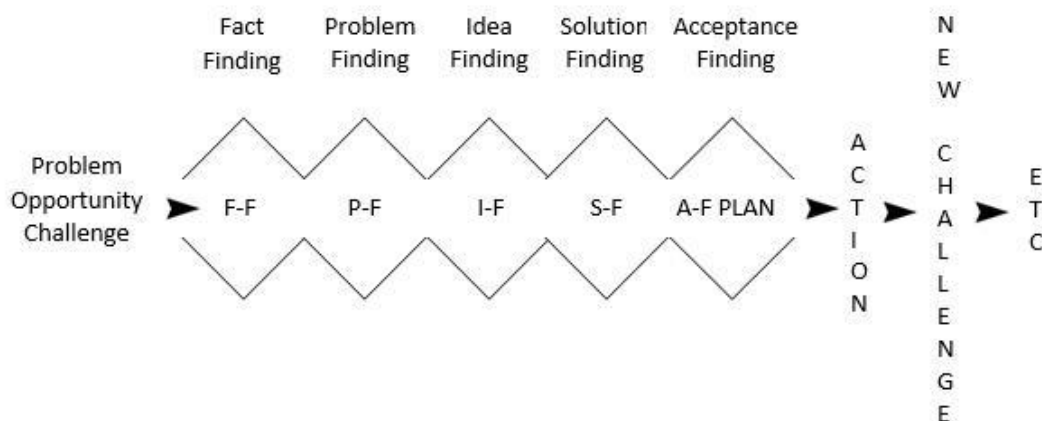 Fact
Finding
Problem
Finding
Idea
Finding
Solution
Finding
Acceptance
Finding
Problem
Opportunity
Challenge
F-F
P-F
I-F
S-F
A-F PLAN
ACTION
NEW CHALLENGE
ETC